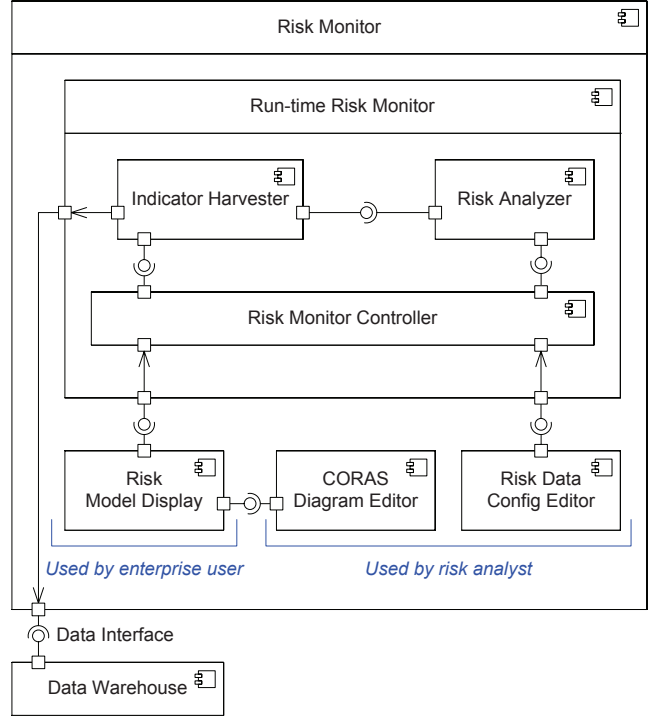 Risk Monitor
Run-time Risk Monitor
Indicator Harvester
Risk Analyzer
Risk Monitor Controller
Risk
Model Display
CORAS
Diagram Editor
Risk Data
Config Editor
Used by enterprise user
Used by risk analyst
Data Interface
Data Warehouse